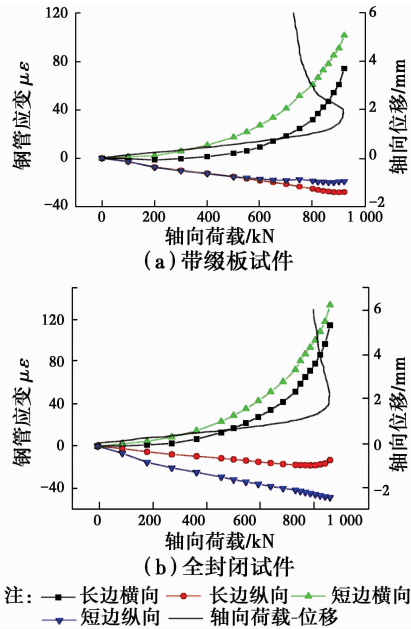 120
80
40
0
−40
6
4
2
0
−2
钢管应变 με
轴向位移/mm
0 200 400 600 800 1 000
轴向荷载/kN
(a)带缀板试件
120
80
40
0
−40
6
4
2
0
−2
钢管应变 με
轴向位移/mm
0 200 400 600 800 1 000
轴向荷载/kN
(b)全封闭试件
注: 长边横向 长边纵向 短边横向
短边纵向 轴向荷载-位移